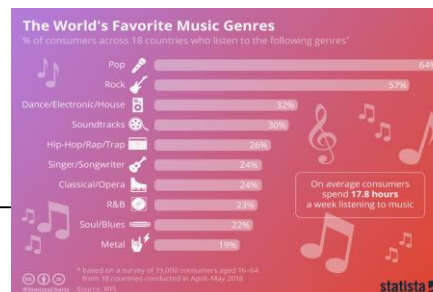 The World's Favorite Music Genres
% of consumers across 18 countries who listen to the following genres*
Pop 64%
Rock 57%
Dance/Electronic/House 32%
Soundtracks 30%
Hip-Hop/Rap/Trap 26%
Singer/Songwriter 24%
Classical/Opera 24%
R&B 23%
Soul/Blues 22%
Metal 19%
On average consumers
spend 17.8 hours
a week listening to music
* based on a survey of 19,000 consumers aged 16–64
from 18 countries conducted in April-May 2018
@StatistaCharts Source: IFPI
statista